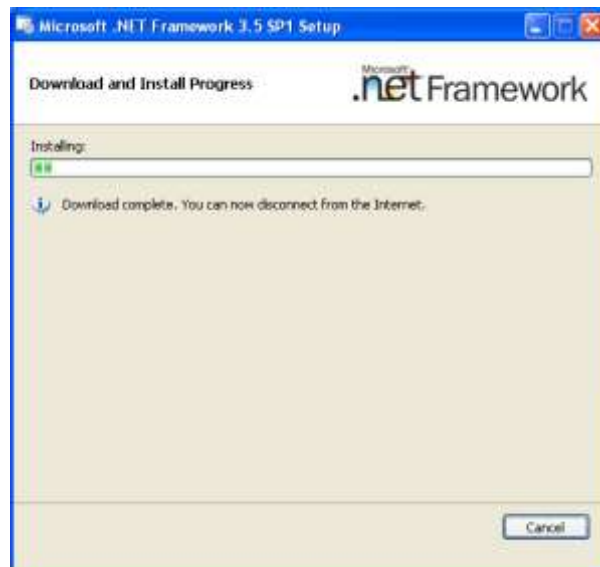 Microsoft .NET Framework 3.5 SP1 Setup
Download and Install Progress
Microsoft
.net Framework
Installing:
Download complete. You can now disconnect from the Internet.
Cancel